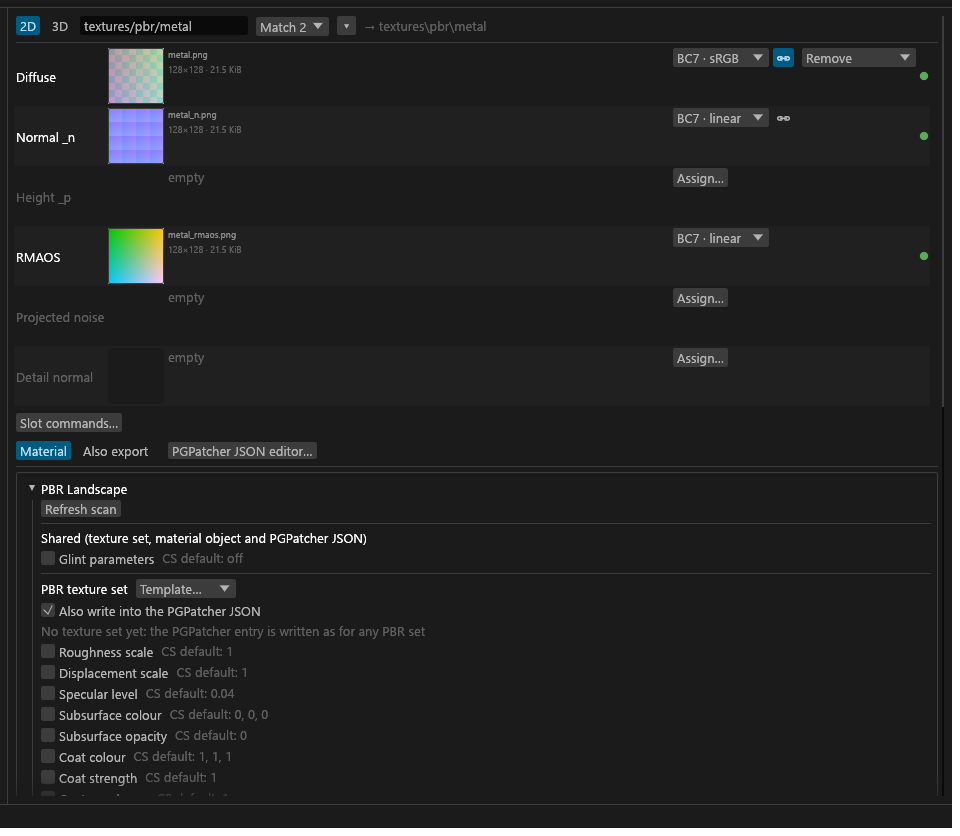 2D 3D textures/pbr/metal Match 2 → textures\pbr\metal
metal.png
BC7 · sRGB Remove
128×128 · 21.5 KiB
Diffuse
metal_n.png
BC7 · linear
128×128 · 21.5 KiB
Normal _n
empty Assign...
Height _p
metal_rmaos.png
BC7 · linear
128×128 · 21.5 KiB
RMAOS
empty Assign...
Projected noise
empty Assign...
Detail normal
Slot commands...
Material Also export PGPatcher JSON editor...
PBR Landscape
Refresh scan
Shared (texture set, material object and PGPatcher JSON)
Glint parameters CS default: off
PBR texture set Template...
Also write into the PGPatcher JSON
No texture set yet: the PGPatcher entry is written as for any PBR set
Roughness scale CS default: 1
Displacement scale CS default: 1
Specular level CS default: 0.04
Subsurface colour CS default: 0, 0, 0
Subsurface opacity CS default: 0
Coat colour CS default: 1, 1, 1
Coat strength CS default: 1